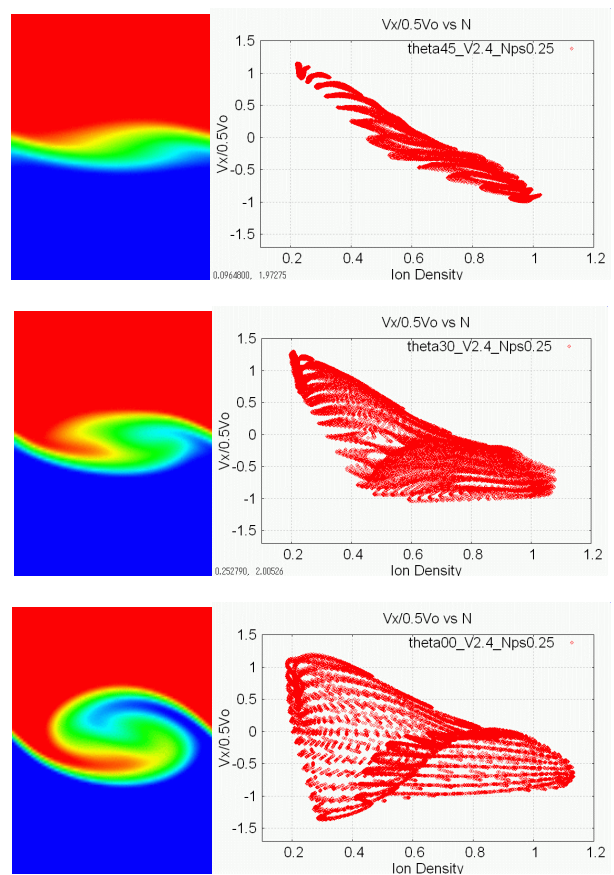 Vx/0.5Vo vs N
theta45_V2.4_Nps0.25
1.5
1
0.5
0
-0.5
-1
-1.5
Vx/0.5Vo
0.2 0.4 0.6 0.8 1 1.2
0.0964800, 1.97275
Ion Density
Vx/0.5Vo vs N
theta30_V2.4_Nps0.25
1.5
1
0.5
0
-0.5
-1
-1.5
Vx/0.5Vo
0.2 0.4 0.6 0.8 1 1.2
0.252790, 2.00526
Ion Density
Vx/0.5Vo vs N
theta00_V2.4_Nps0.25
1.5
1
0.5
0
-0.5
-1
-1.5
Vx/0.5Vo
0.2 0.4 0.6 0.8 1 1.2
Ion Density